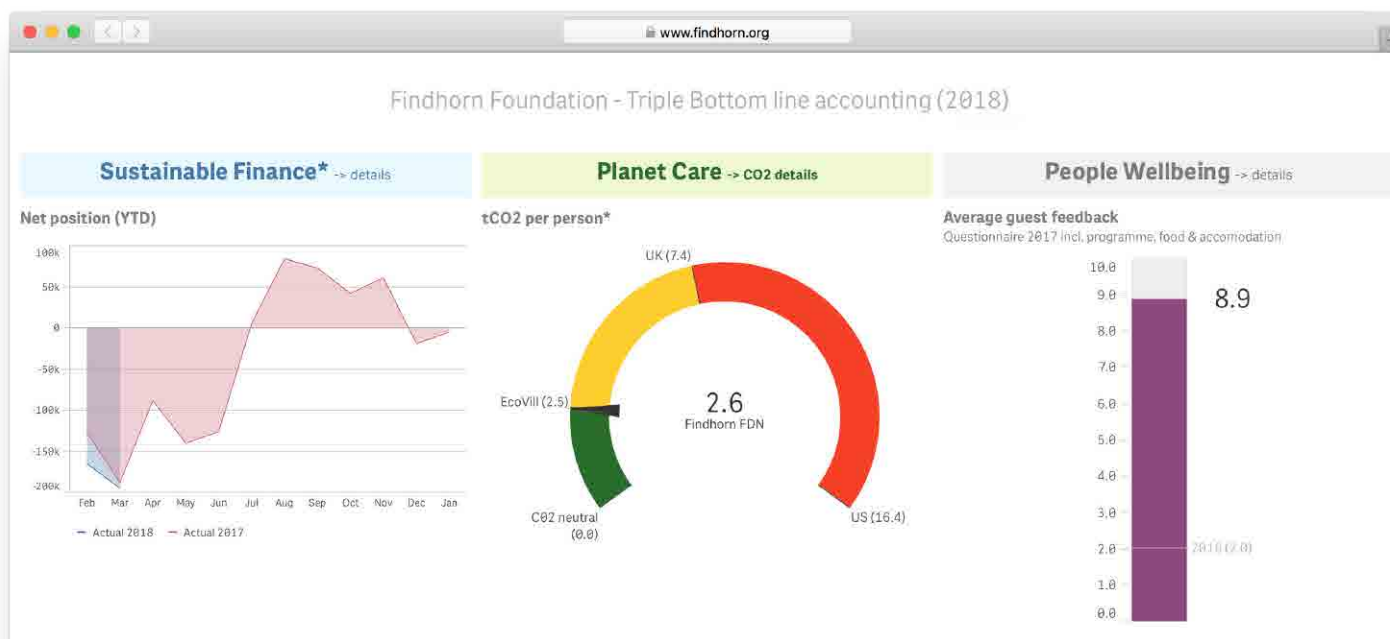 www.findhorn.org
Findhorn Foundation - Triple Bottom line accounting (2018)
Sustainable Finance* -> details
Net position (YTD)
100k
50k
0
-50k
-100k
-150k
-200k
Feb Mar Apr May Jun Jul Aug Sep Oct Nov Dec Jan
Actual 2018 Actual 2017
Planet Care -> CO2 details
tCO2 per person*
UK (7.4)
EcoVill (2.5)
2.6
Findhorn FDN
CO2 neutral
(0.0)
US (16.4)
People Wellbeing -> details
Average guest feedback
Questionnaire 2017 incl. programme, food & accomodation
10.0
9.0
8.9
8.0
7.0
6.0
5.0
4.0
3.0
2.0
(2.0)
1.0
0.0